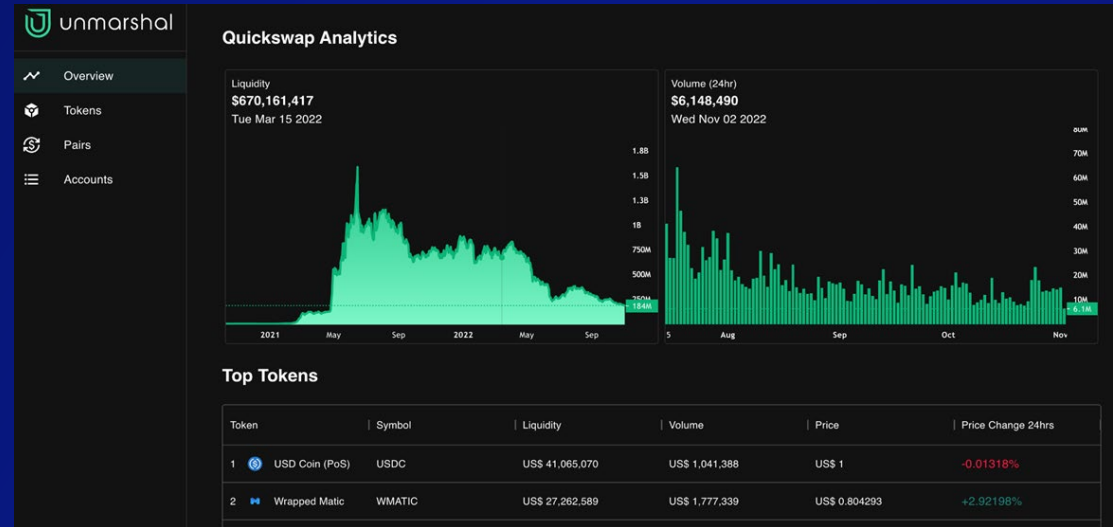 unmarshal
Overview
Tokens
Pairs
Accounts
Quickswap Analytics
Liquidity
$670,161,417
Tue Mar 15 2022
1.8B
1.5B
1.3B
1B
750M
500M
250M
184M
2021 May Sep 2022 May Sep
Volume (24hr)
$6,148,490
Wed Nov 02 2022
80M
70M
60M
50M
40M
30M
20M
10M
6.1M
5 Aug Sep Oct Nov
Top Tokens
Token Symbol Liquidity Volume Price Price Change 24hrs
1 USD Coin (PoS) USDC US$ 41,065,070 US$ 1,041,388 US$ 1 -0.01318%
2 Wrapped Matic WMATIC US$ 27,262,589 US$ 1,777,339 US$ 0.804293 +2.92198%